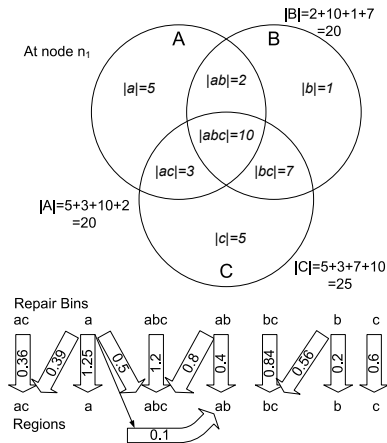 |B|=2+10+1+7
=20
At node n₁
A
B
|a|=5
|ab|=2
|b|=1
|abc|=10
|ac|=3
|bc|=7
|A|=5+3+10+2
=20
|c|=5
C
|C|=5+3+7+10
=25
Repair Bins
ac a abc ab bc b c
0.36 0.39 1.25 0.5 1.2 0.8 0.4 0.84 0.56 0.2 0.6
ac a abc ab bc b c
Regions
0.1